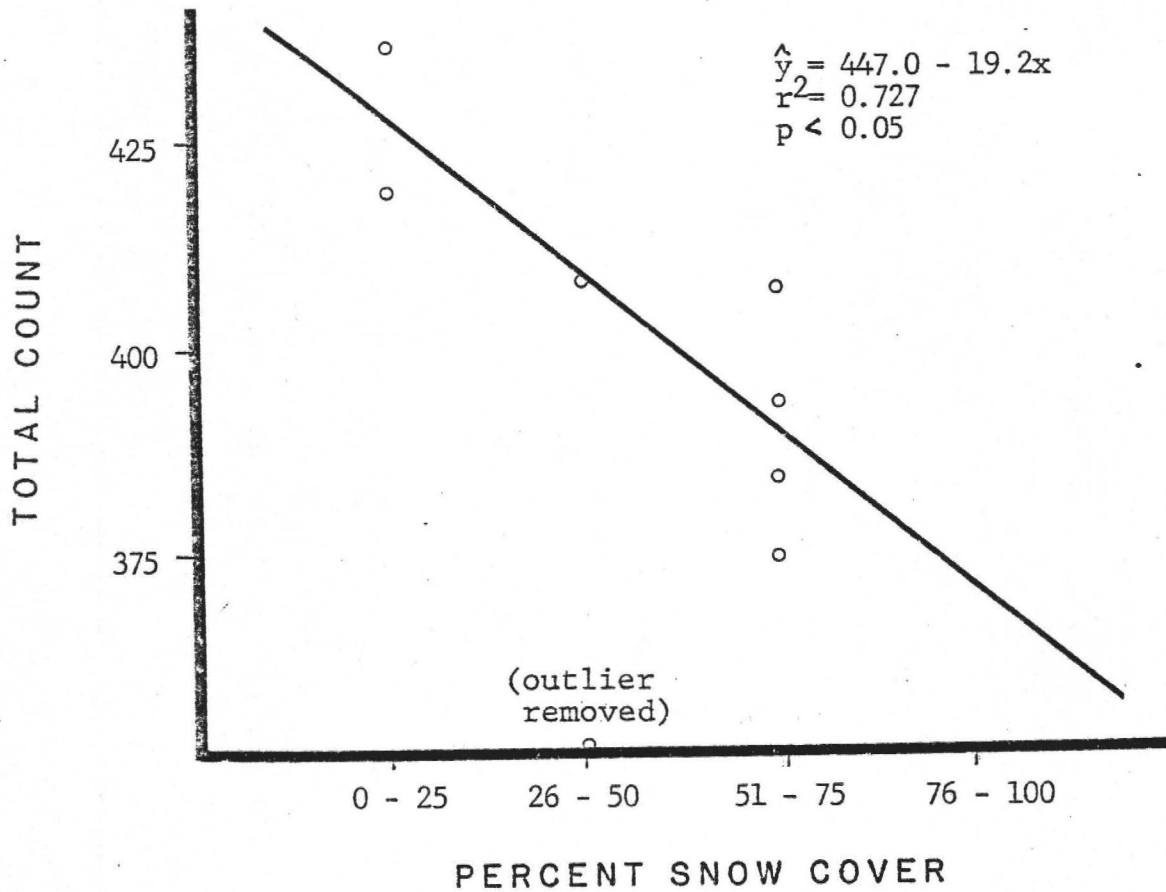 ŷ = 447.0 - 19.2x
r2= 0.727
p < 0.05
425
400
375
TOTAL COUNT
(outlier
removed)
0 - 25 26 - 50 51 - 75 76 - 100
PERCENT SNOW COVER